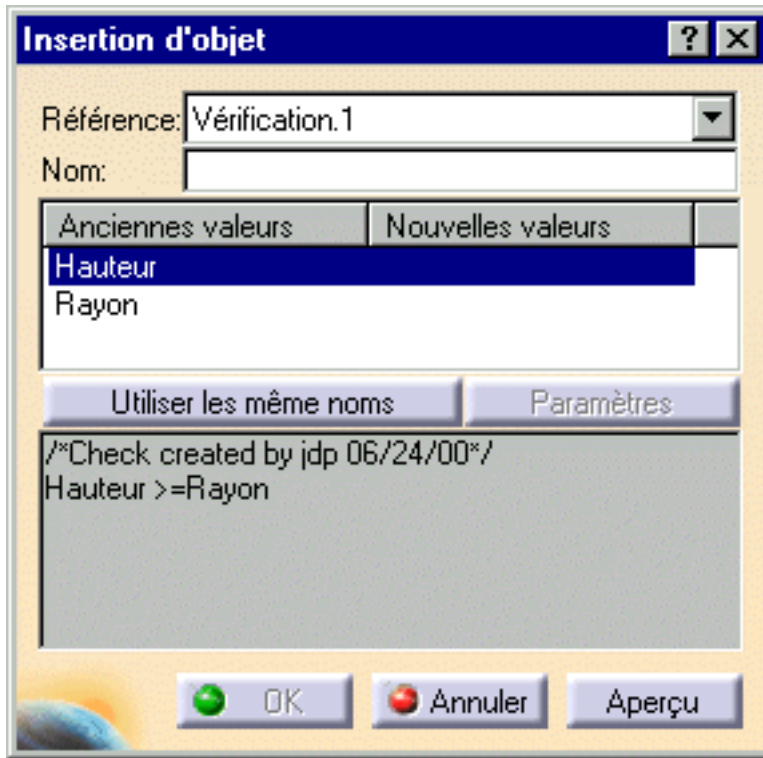 Insertion d'objet
Référence: Vérification.1
Nom:
Anciennes valeurs Nouvelles valeurs
Hauteur
Rayon
Utiliser les même noms Paramètres
/*Check created by jdp 06/24/00*/
Hauteur >=Rayon
OK Annuler Aperçu